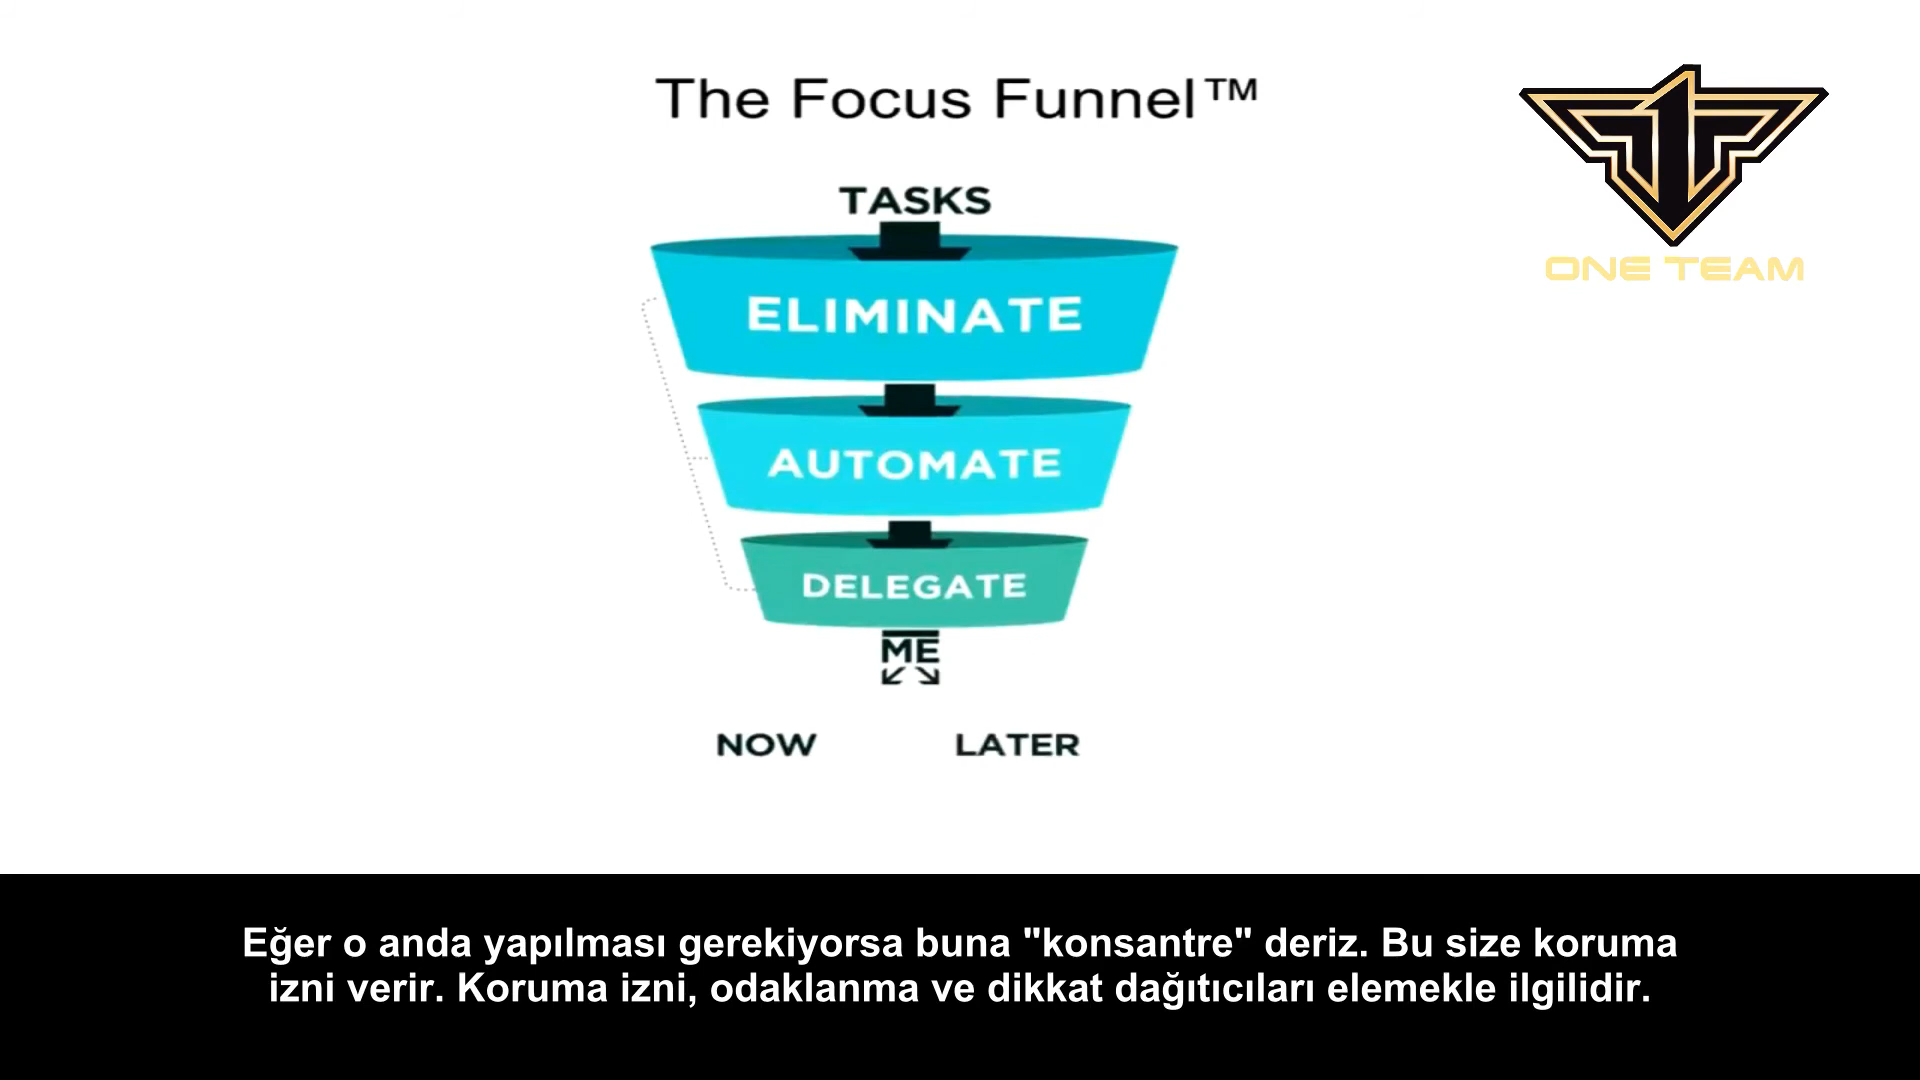 The Focus Funnel™
ONE TEAM
TASKS
ELIMINATE
AUTOMATE
DELEGATE
ME
NOW LATER
Eğer o anda yapılması gerekiyorsa buna "konsantre" deriz. Bu size koruma
izni verir. Koruma izni, odaklanma ve dikkat dağıtıcıları elemekle ilgilidir.